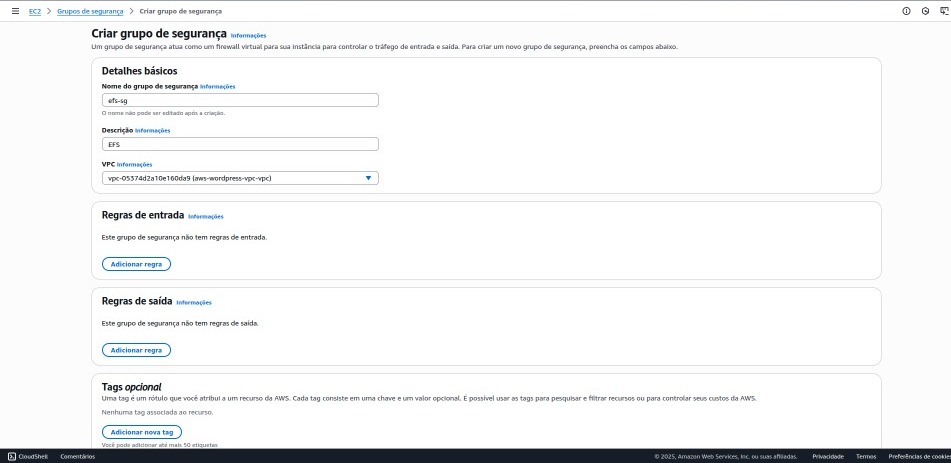 EC2 > Grupos de segurança > Criar grupo de segurança
Criar grupo de segurança Informações
Um grupo de segurança atua como um firewall virtual para sua instância para controlar o tráfego de entrada e saída. Para criar um novo grupo de segurança, preencha os campos abaixo.
Detalhes básicos
Nome do grupo de segurança Informações
efs-sg
O nome não pode ser editado após a criação.
Descrição Informações
EFS
VPC Informações
vpc-05374d2a10e160da9 (aws-wordpress-vpc-vpc)
Regras de entrada Informações
Este grupo de segurança não tem regras de entrada.
Adicionar regra
Regras de saída Informações
Este grupo de segurança não tem regras de saída.
Adicionar regra
Tags opcional
Uma tag é um rótulo que você atribui a um recurso da AWS. Cada tag consiste em uma chave e um valor opcional. É possível usar as tags para pesquisar e filtrar recursos ou para controlar seus custos da AWS.
Nenhuma tag associada ao recurso.
Adicionar nova tag
Você pode adicionar até mais 50 etiquetas
CloudShell Comentários © 2025, Amazon Web Services, Inc. ou suas afiliadas. Privacidade Termos Preferências de cookies